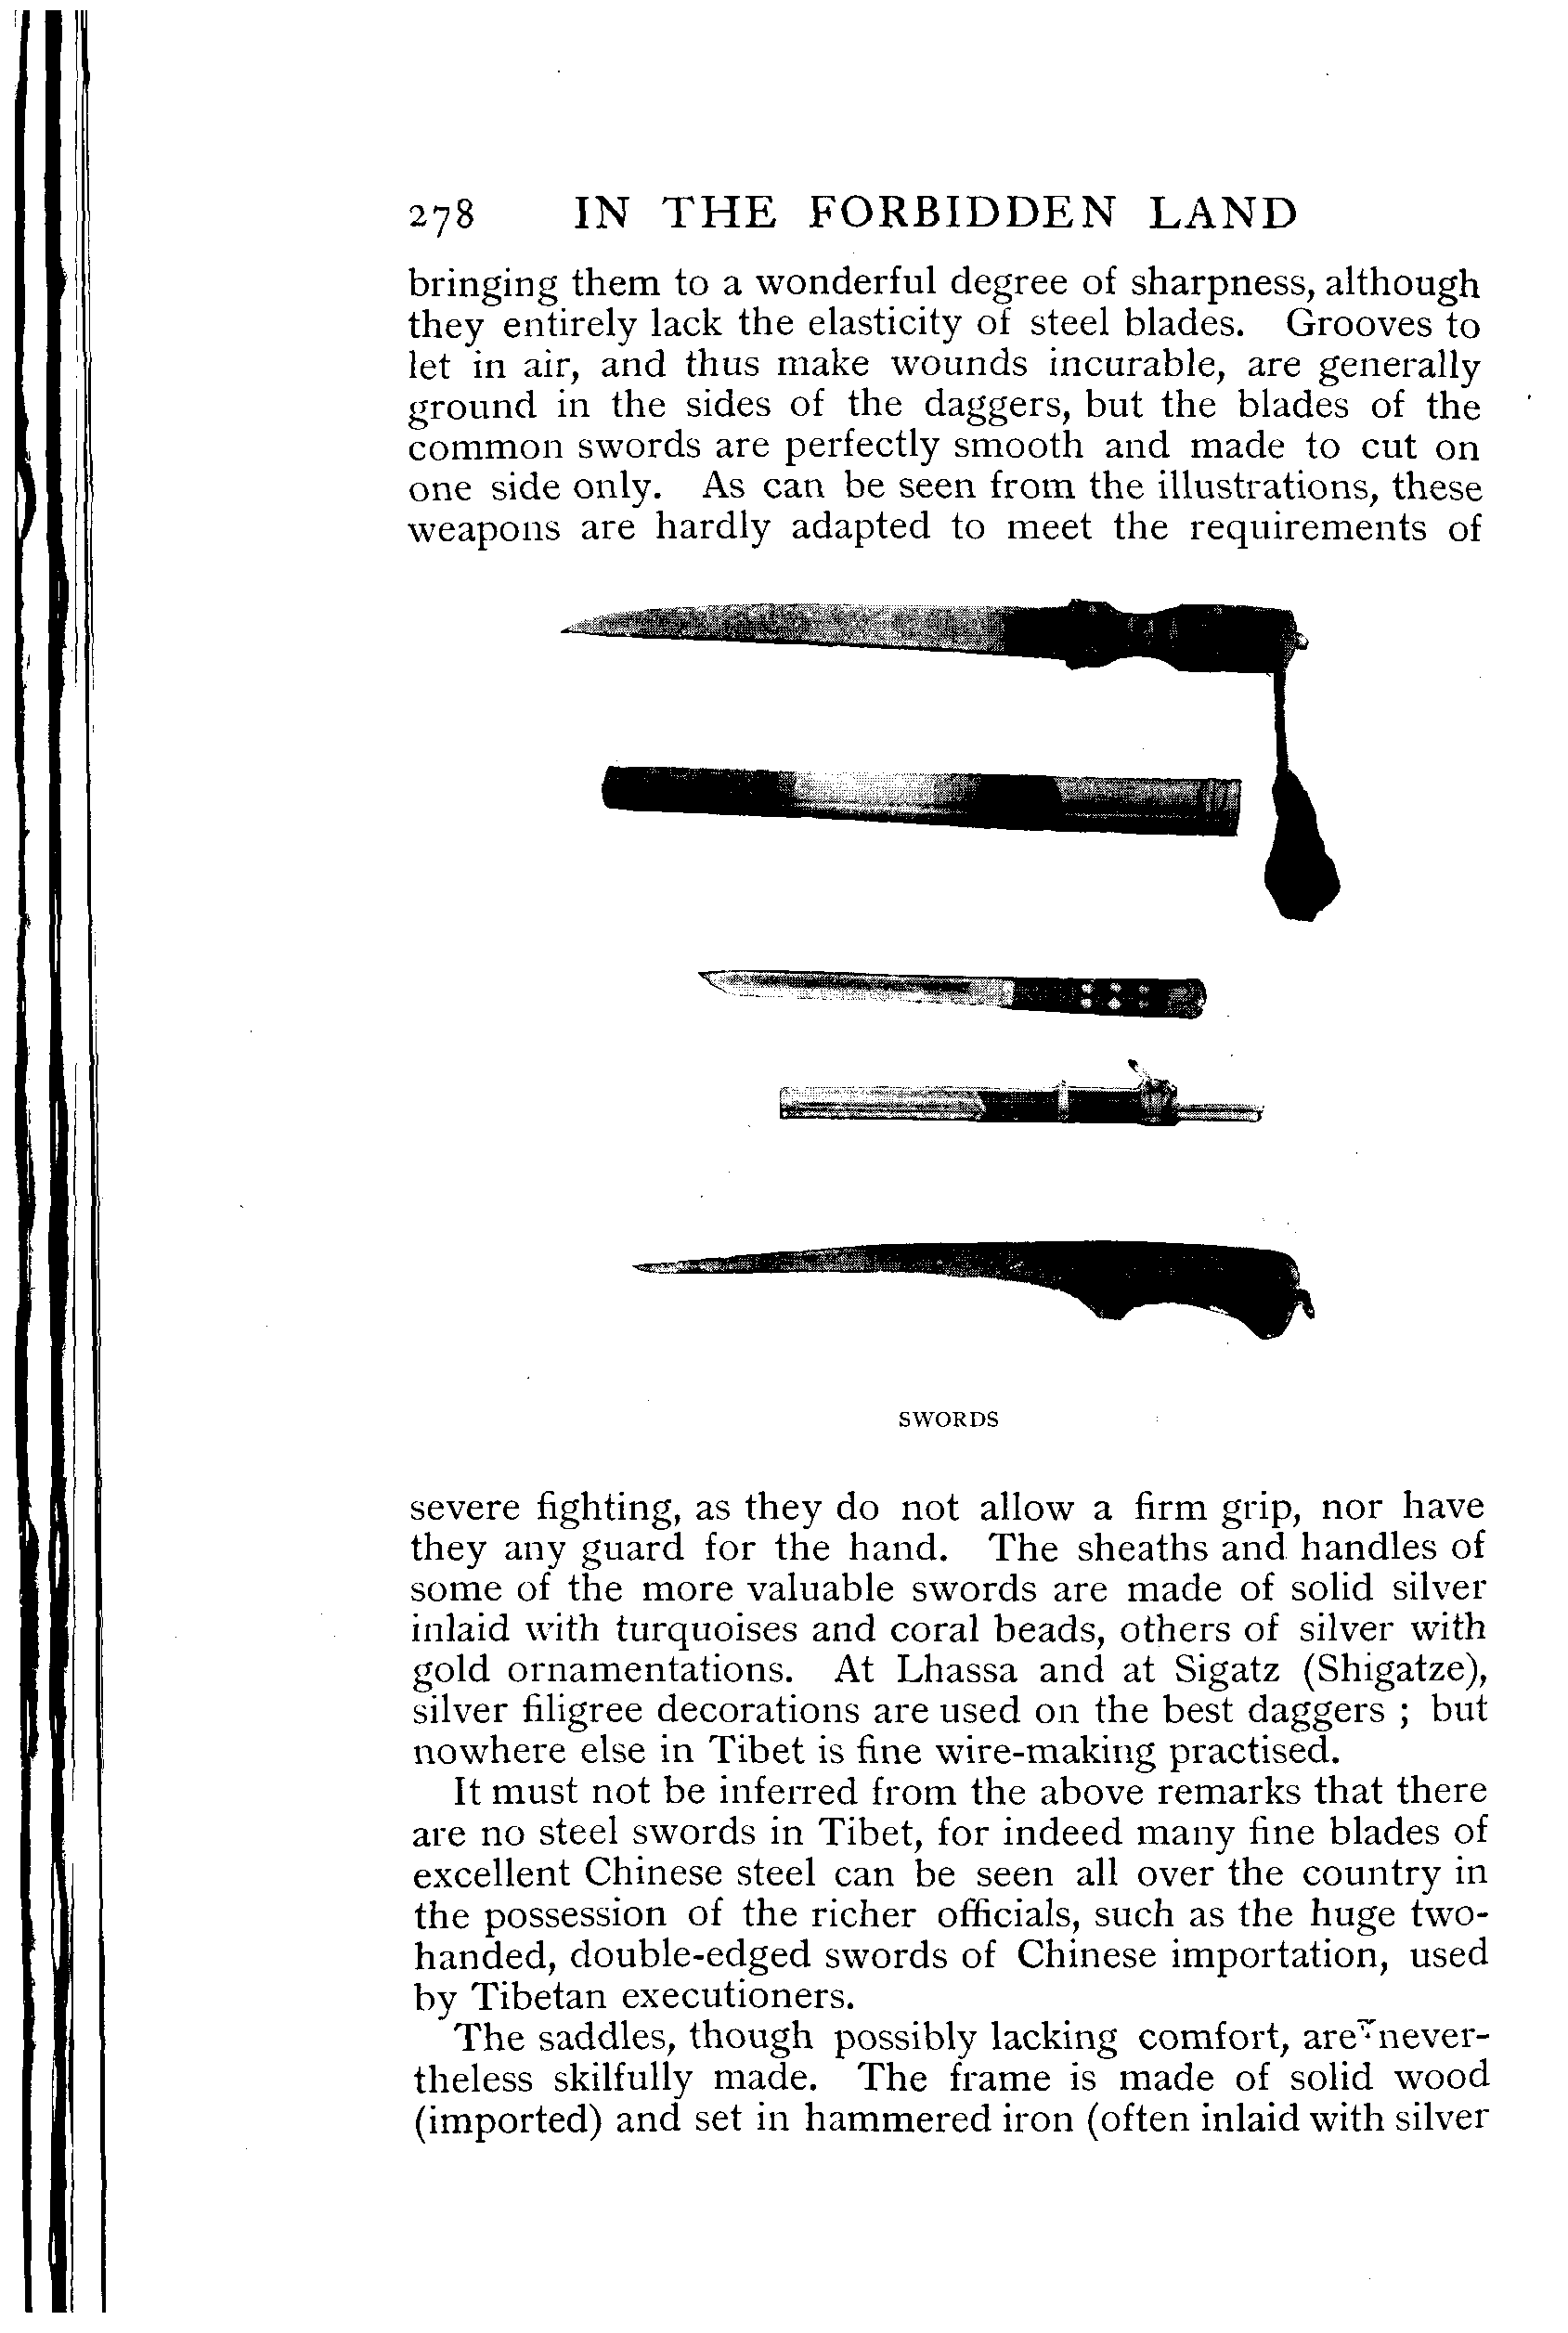 278 IN THE FORBIDDEN LAND
bringing them to a wonderful degree of sharpness, although
they entirely lack the elasticity of steel blades. Grooves to
let in air, and thus make wounds incurable, are generally
ground in the sides of the daggers, but the blades of the
common swords are perfectly smooth and made to cut on
one side only. As can be seen from the illustrations, these
weapons are hardly adapted to meet the requirements of
SWORDS
severe fighting, as they do not allow a firm grip, nor have
they any guard for the hand. The sheaths and handles of
some of the more valuable swords are made of solid silver
inlaid with turquoises and coral beads, others of silver with
gold ornamentations. At Lhassa and at Sigatz (Shigatze),
silver filigree decorations are used on the best daggers ; but
nowhere else in Tibet is fine wire-making practised.
It must not be inferred from the above remarks that there
are no steel swords in Tibet, for indeed many fine blades of
excellent Chinese steel can be seen all over the country in
the possession of the richer officials, such as the huge two-
handed, double-edged swords of Chinese importation, used
by Tibetan executioners.
The saddles, though possibly lacking comfort, are never-
theless skilfully made. The frame is made of solid wood
(imported) and set in hammered iron (often inlaid with silver